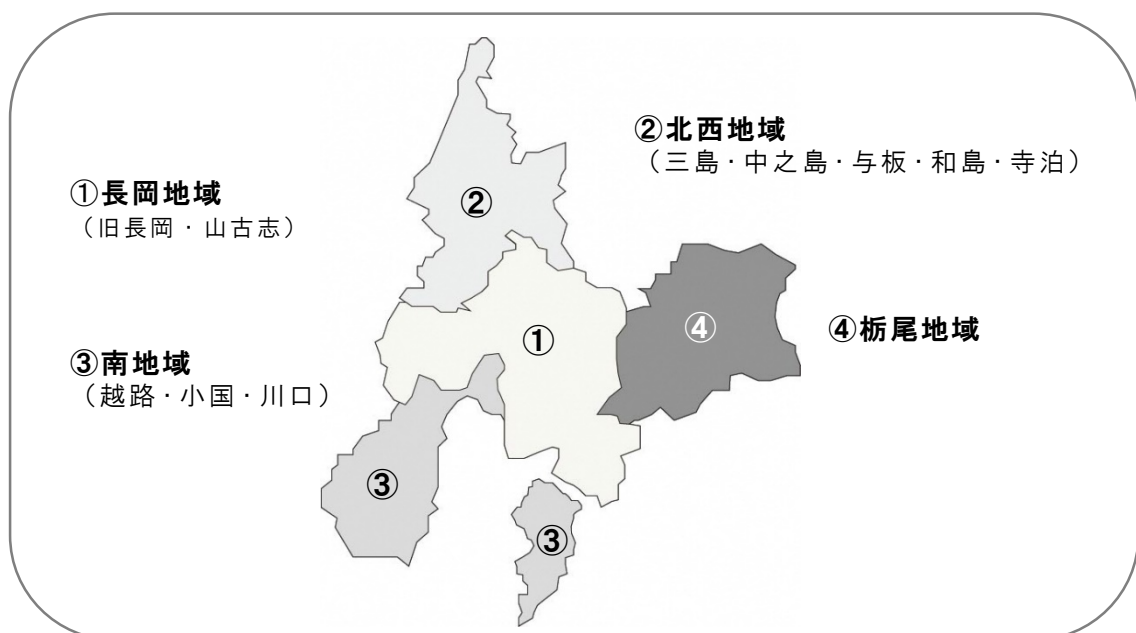 ②北西地域
（三島・中之島・与板・和島・寺泊）
①長岡地域
（旧長岡・山古志）
②
①
④
④栃尾地域
③南地域
（越路・小国・川口）
③
③